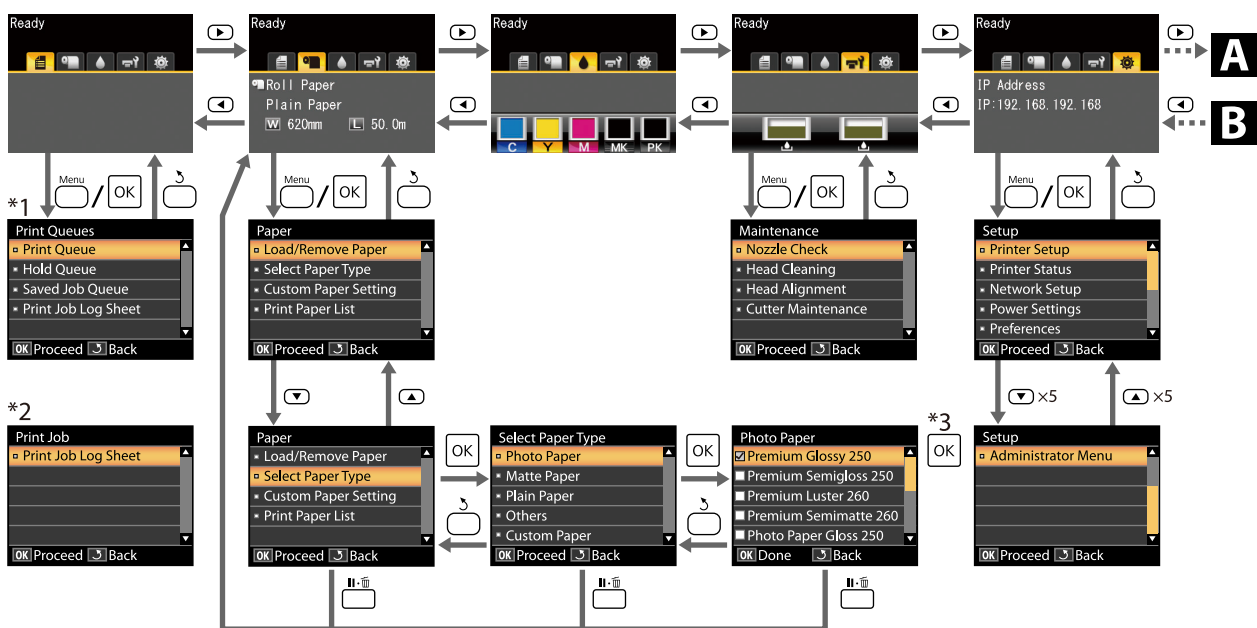 Ready
Ready
Ready
Ready
Ready
A
Roll Paper
Plain Paper
W 620mm L 50.0m
C Y M MK PK
IP Address
IP:192.168.192.168
B
Menu / OK
Menu / OK
Menu / OK
Menu / OK
*1
Print Queues
Print Queue
Hold Queue
Saved Job Queue
Print Job Log Sheet
OK Proceed Back
Paper
Load/Remove Paper
Select Paper Type
Custom Paper Setting
Print Paper List
OK Proceed Back
Maintenance
Nozzle Check
Head Cleaning
Head Alignment
Cutter Maintenance
OK Proceed Back
Setup
Printer Setup
Printer Status
Network Setup
Power Settings
Preferences
OK Proceed Back
×5
×5
*2
Print Job
Print Job Log Sheet
OK Proceed Back
Paper
Load/Remove Paper
Select Paper Type
Custom Paper Setting
Print Paper List
OK Proceed Back
OK
Select Paper Type
Photo Paper
Matte Paper
Plain Paper
Others
Custom Paper
OK Proceed Back
OK
Photo Paper
Premium Glossy 250
Premium Semigloss 250
Premium Luster 260
Premium Semimatte 260
Photo Paper Gloss 250
OK Done Back
*3
OK
Setup
Administrator Menu
OK Proceed Back